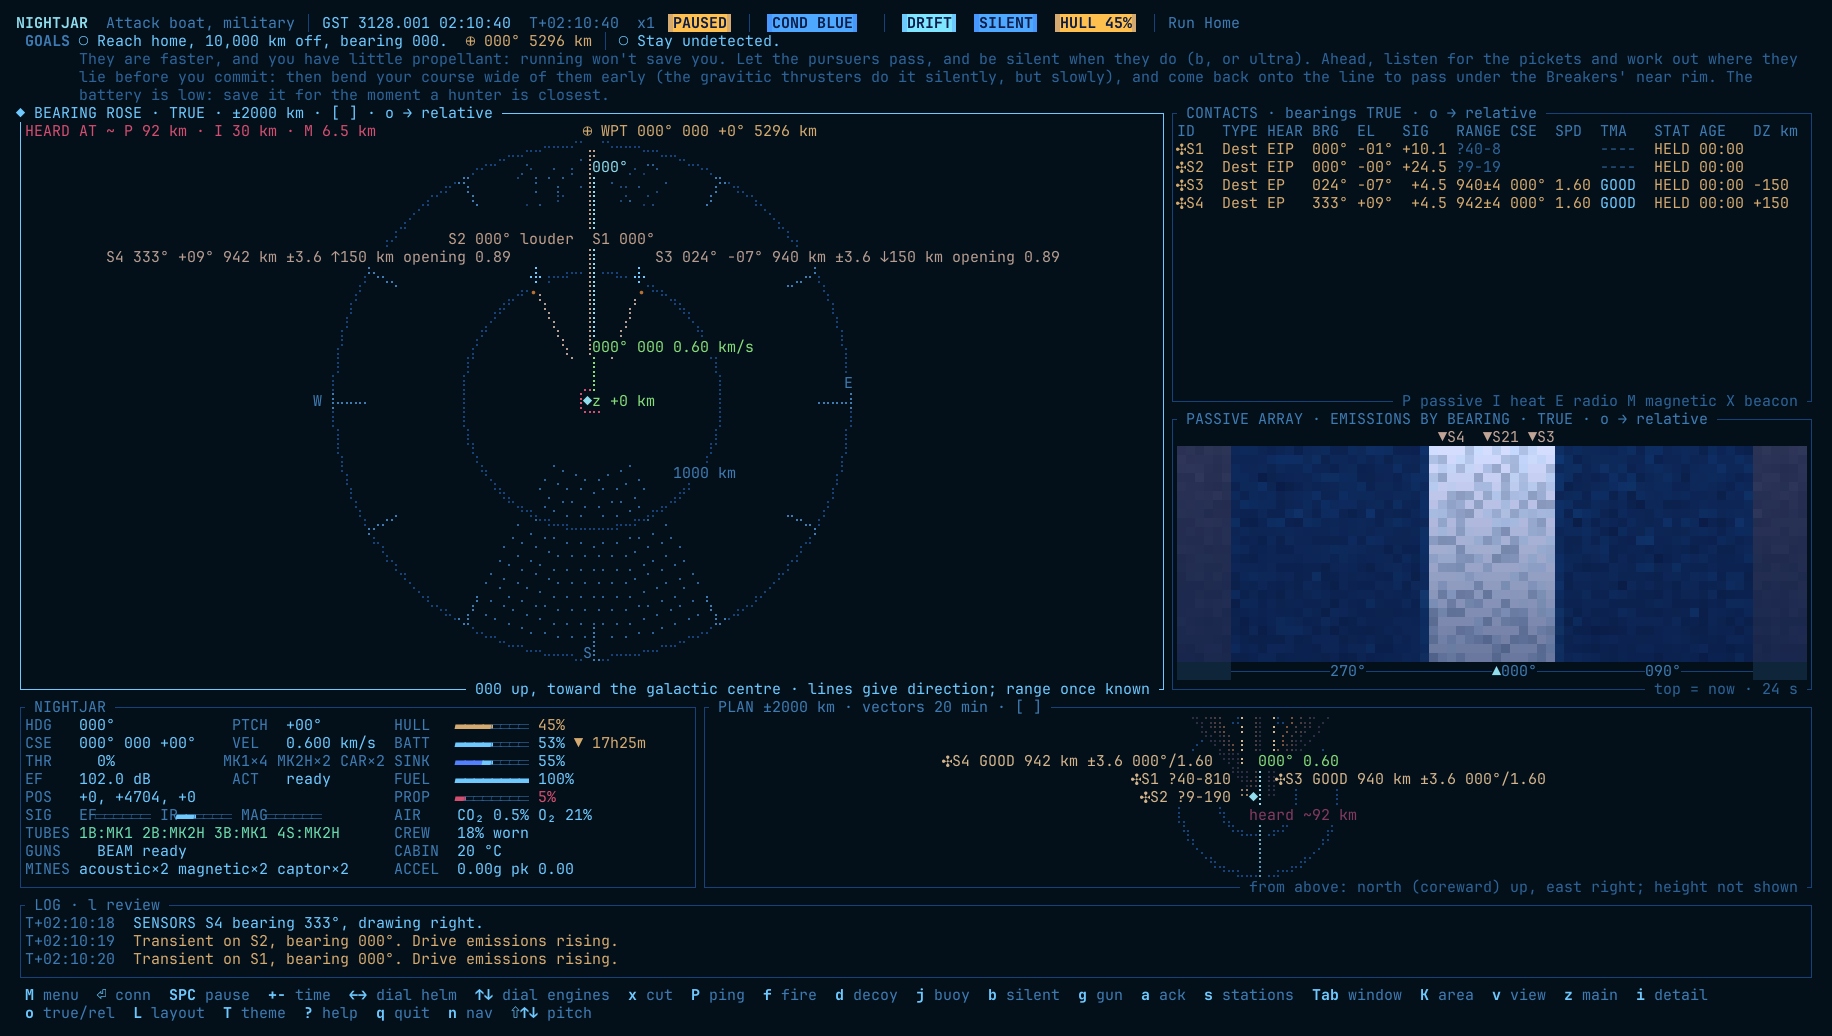 NIGHTJAR Attack boat, military │ GST 3128.001 02:10:40 T+02:10:40 x1 PAUSED │ COND BLUE │ DRIFT SILENT HULL 45% │ Run Home
GOALS ○ Reach home, 10,000 km off, bearing 000. ⊕ 000° 5296 km │ ○ Stay undetected.
They are faster, and you have little propellant: running won't save you. Let the pursuers pass, and be silent when they do (b, or ultra). Ahead, listen for the pickets and work out where they
lie before you commit: then bend your course wide of them early (the gravitic thrusters do it silently, but slowly), and come back onto the line to pass under the Breakers' near rim. The
battery is low: save it for the moment a hunter is closest.
◆ BEARING ROSE · TRUE · ±2000 km · [ ] · o → relative
HEARD AT ~ P 92 km · I 30 km · M 6.5 km
⊕ WPT 000° 000 +0° 5296 km
000°
S2 000° louder S1 000°
S4 333° +09° 942 km ±3.6 ↑150 km opening 0.89
S3 024° -07° 940 km ±3.6 ↓150 km opening 0.89
000° 000 0.60 km/s
E
W
◆z +0 km
1000 km
S
000 up, toward the galactic centre · lines give direction; range once known
CONTACTS · bearings TRUE · o → relative
ID TYPE HEAR BRG EL SIG RANGE CSE SPD TMA STAT AGE DZ km
✣S1 Dest EIP 000° -01° +10.1 ?40-8 ---- HELD 00:00
✣S2 Dest EIP 000° -00° +24.5 ?9-19 ---- HELD 00:00
✣S3 Dest EP 024° -07° +4.5 940±4 000° 1.60 GOOD HELD 00:00 -150
✣S4 Dest EP 333° +09° +4.5 942±4 000° 1.60 GOOD HELD 00:00 +150
P passive I heat E radio M magnetic X beacon
PASSIVE ARRAY · EMISSIONS BY BEARING · TRUE · o → relative
▼S4 ▼S21 ▼S3
270° ▲000° 090°
top = now · 24 s
NIGHTJAR
HDG 000° PTCH +00° HULL 45%
CSE 000° 000 +00° VEL 0.600 km/s BATT 53% ▼ 17h25m
THR 0% MK1×4 MK2H×2 CAR×2 SINK 55%
EF 102.0 dB ACT ready FUEL 100%
POS +0, +4704, +0 PROP 5%
SIG EF IR MAG AIR CO₂ 0.5% O₂ 21%
TUBES 1B:MK1 2B:MK2H 3B:MK1 4S:MK2H CREW 18% worn
GUNS BEAM ready CABIN 20 °C
MINES acoustic×2 magnetic×2 captor×2 ACCEL 0.00g pk 0.00
PLAN ±2000 km · vectors 20 min · [ ]
✣S4 GOOD 942 km ±3.6 000°/1.60 000° 0.60
✣S1 ?40-810 ✣S3 GOOD 940 km ±3.6 000°/1.60
✣S2 ?9-190 ◆
heard ~92 km
from above: north (coreward) up, east right; height not shown
LOG · l review
T+02:10:18 SENSORS S4 bearing 333°, drawing right.
T+02:10:19 Transient on S2, bearing 000°. Drive emissions rising.
T+02:10:20 Transient on S1, bearing 000°. Drive emissions rising.
M menu ⏎ conn SPC pause +- time ↔ dial helm ↑↓ dial engines x cut P ping f fire d decoy j buoy b silent g gun a ack s stations Tab window K area v view z main i detail
o true/rel L layout T theme ? help q quit n nav ⇧↑↓ pitch